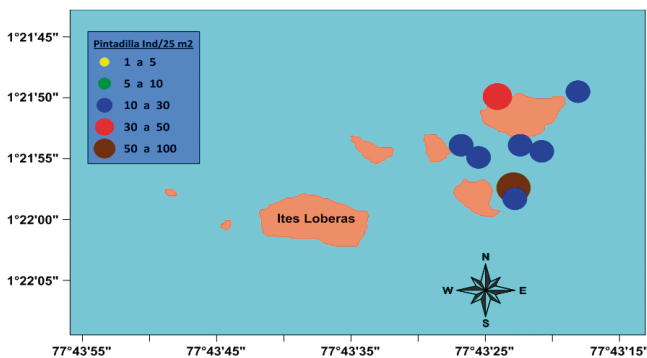 Pintadilla Ind/25 m2
1 a 5
5 a 10
10 a 30
30 a 50
50 a 100
1°21'45"
1°21'50"
1°21'55"
1°22'00"
1°22'05"
Ites Loberas
N
W E
S
77°43'55" 77°43'45" 77°43'35" 77°43'25" 77°43'15"